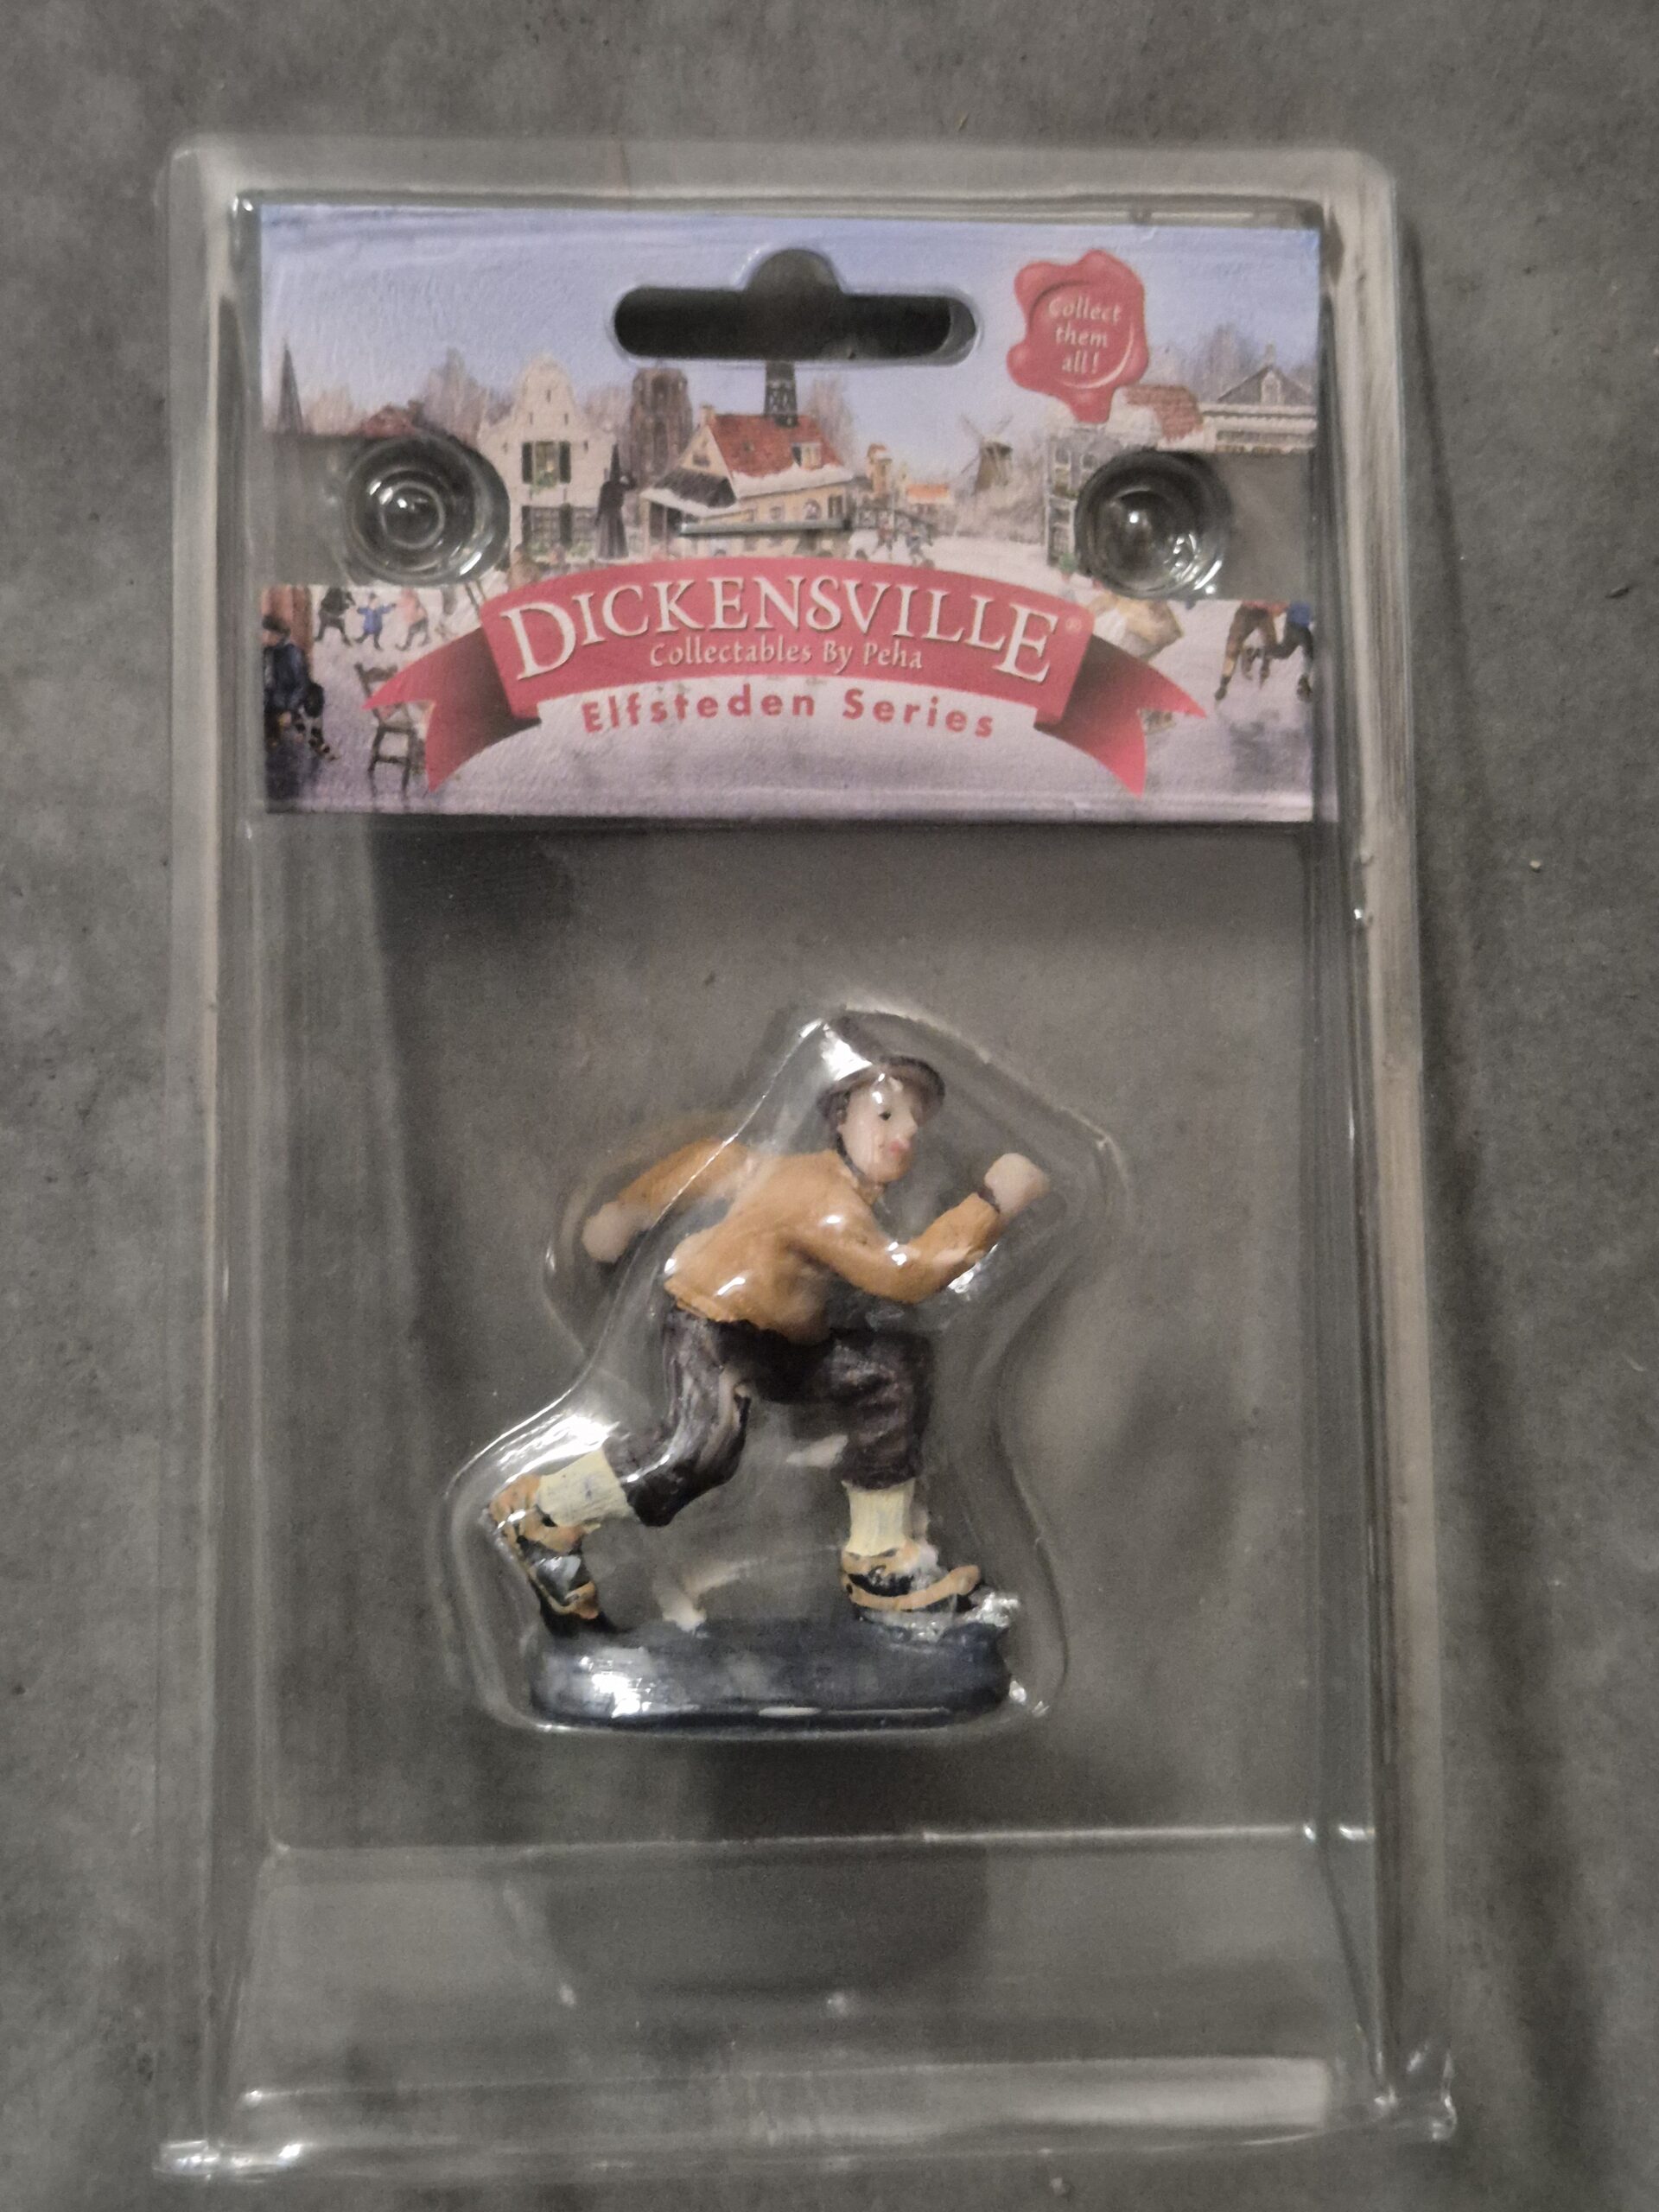 Collect
them
all!
DICKENSVILLE®
Collectables By Peha
Elfsteden Series